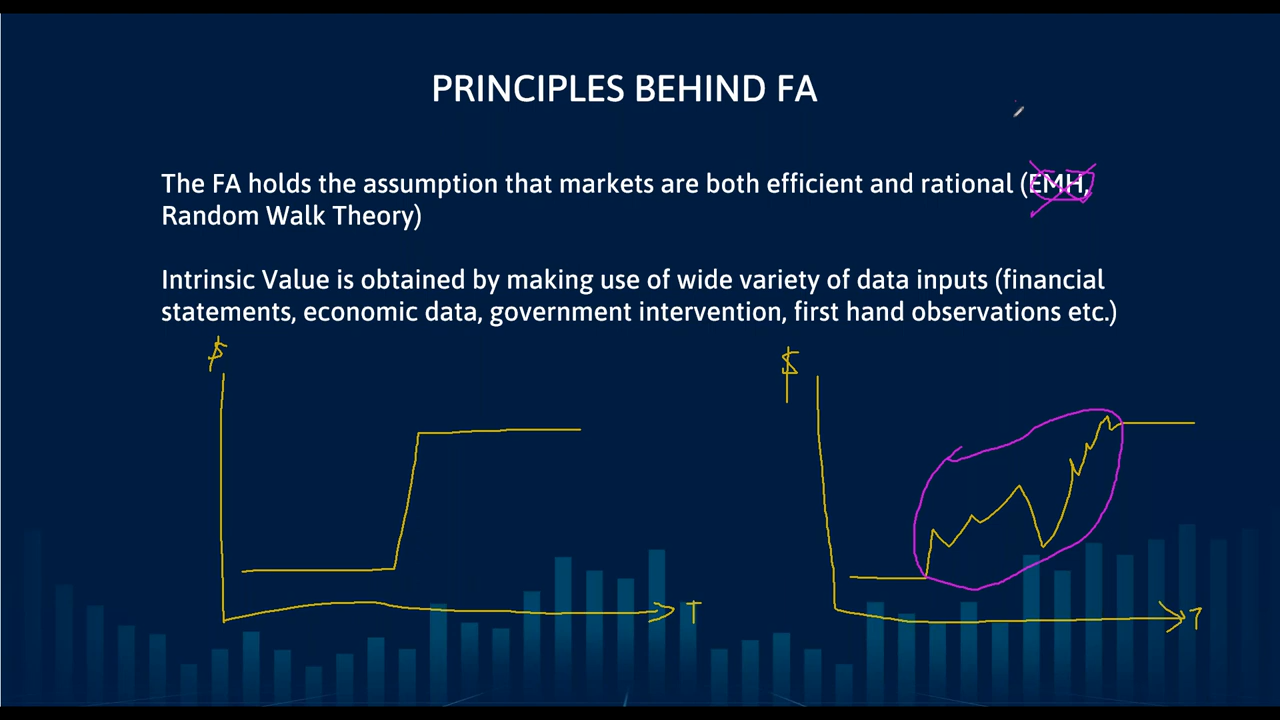 PRINCIPLES BEHIND FA
The FA holds the assumption that markets are both efficient and rational (EMH,
Random Walk Theory)
Intrinsic Value is obtained by making use of wide variety of data inputs (financial
statements, economic data, government intervention, first hand observations etc.)
$ $
T T